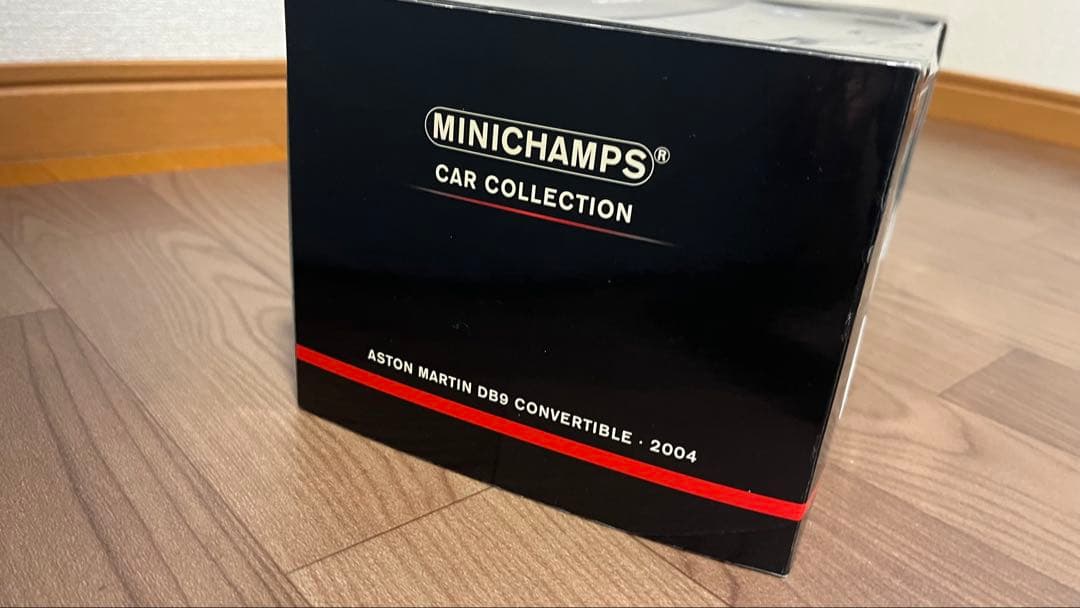 MINICHAMPS®
CAR COLLECTION
ASTON MARTIN DB9 CONVERTIBLE · 2004